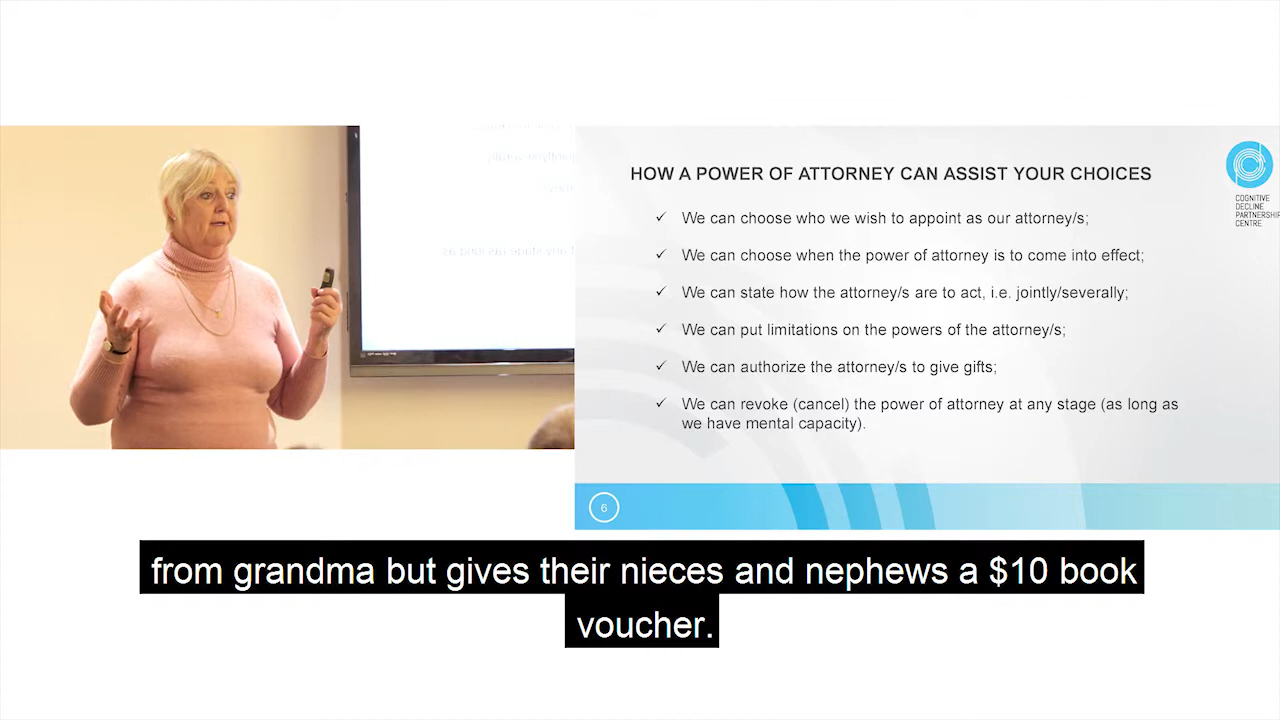 HOW A POWER OF ATTORNEY CAN ASSIST YOUR CHOICES
We can choose who we wish to appoint as our attorney/s;
We can choose when the power of attorney is to come into effect;
We can state how the attorney/s are to act, i.e. jointly/severally;
We can put limitations on the powers of the attorney/s;
We can authorize the attorney/s to give gifts;
We can revoke (cancel) the power of attorney at any stage (as long as
we have mental capacity).
COGNITIVE
DECLINE
PARTNERSHIP
CENTRE
6
from grandma but gives their nieces and nephews a $10 book
voucher.